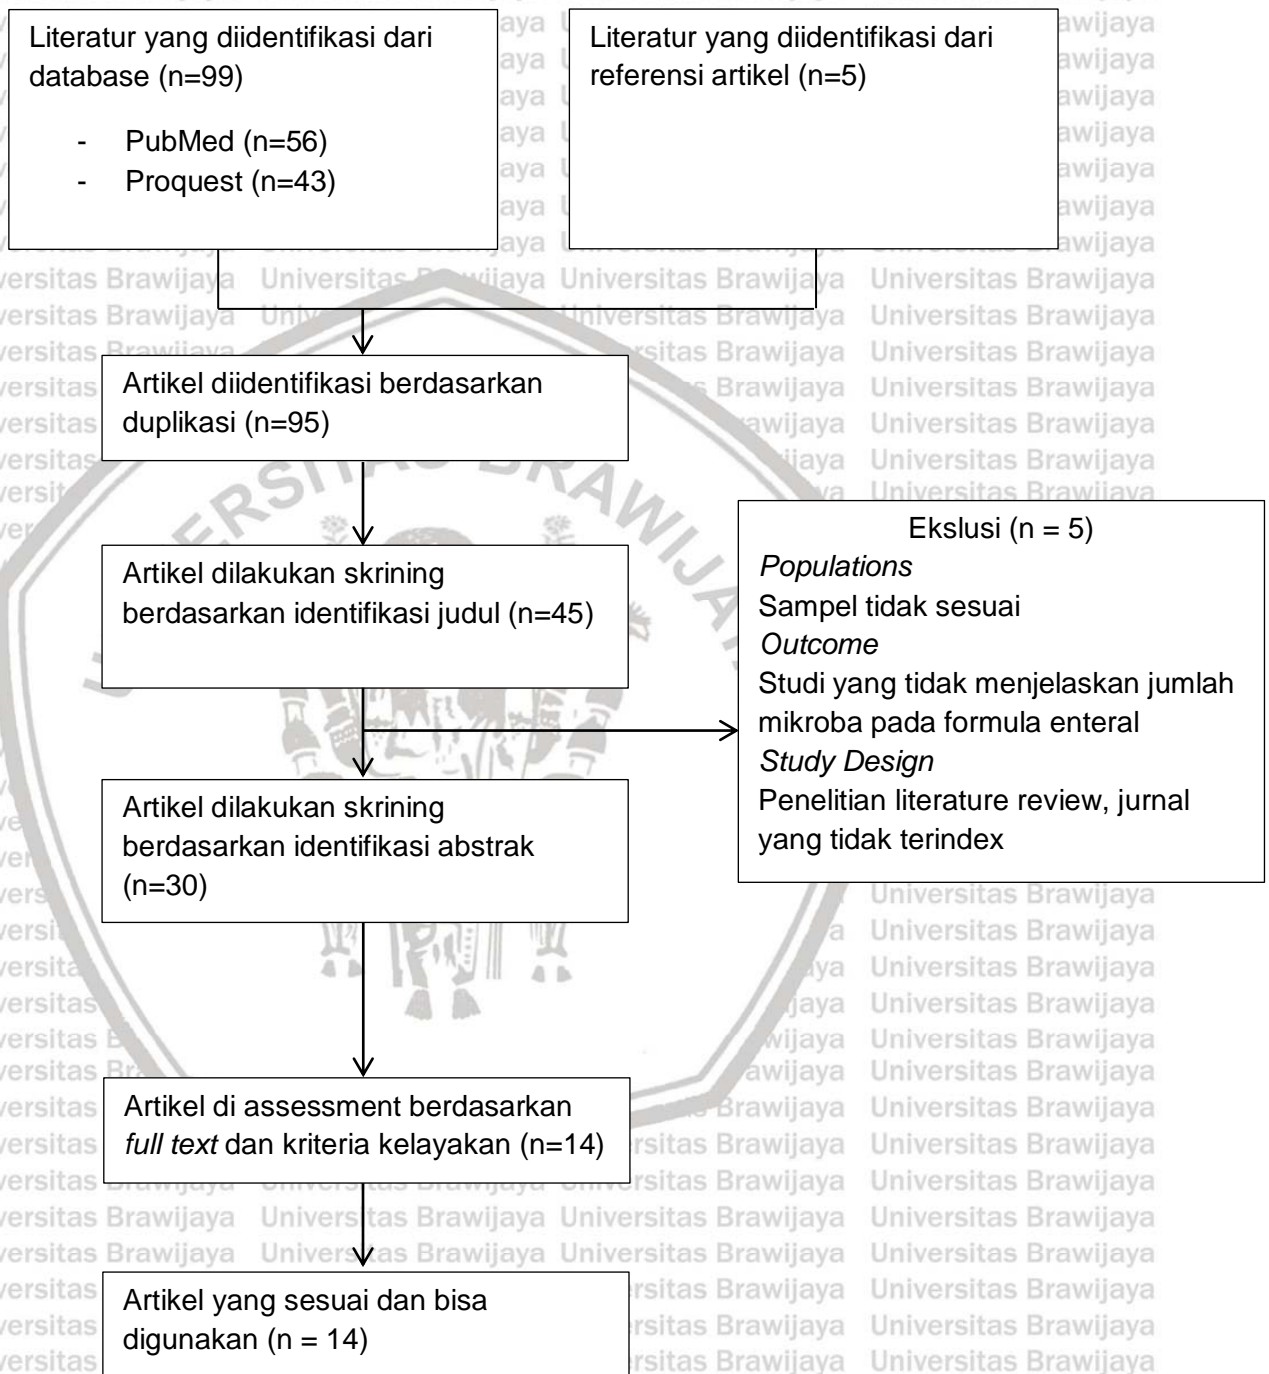 Literatur yang diidentifikasi dari
database (n=99)
- PubMed (n=56)
- Proquest (n=43)
Literatur yang diidentifikasi dari
referensi artikel (n=5)
Artikel diidentifikasi berdasarkan
duplikasi (n=95)
Artikel dilakukan skrining
berdasarkan identifikasi judul (n=45)
Ekslusi (n = 5)
Populations
Sampel tidak sesuai
Outcome
Studi yang tidak menjelaskan jumlah
mikroba pada formula enteral
Study Design
Penelitian literature review, jurnal
yang tidak terindex
Artikel dilakukan skrining
berdasarkan identifikasi abstrak
(n=30)
Artikel di assessment berdasarkan
full text dan kriteria kelayakan (n=14)
Artikel yang sesuai dan bisa
digunakan (n = 14)